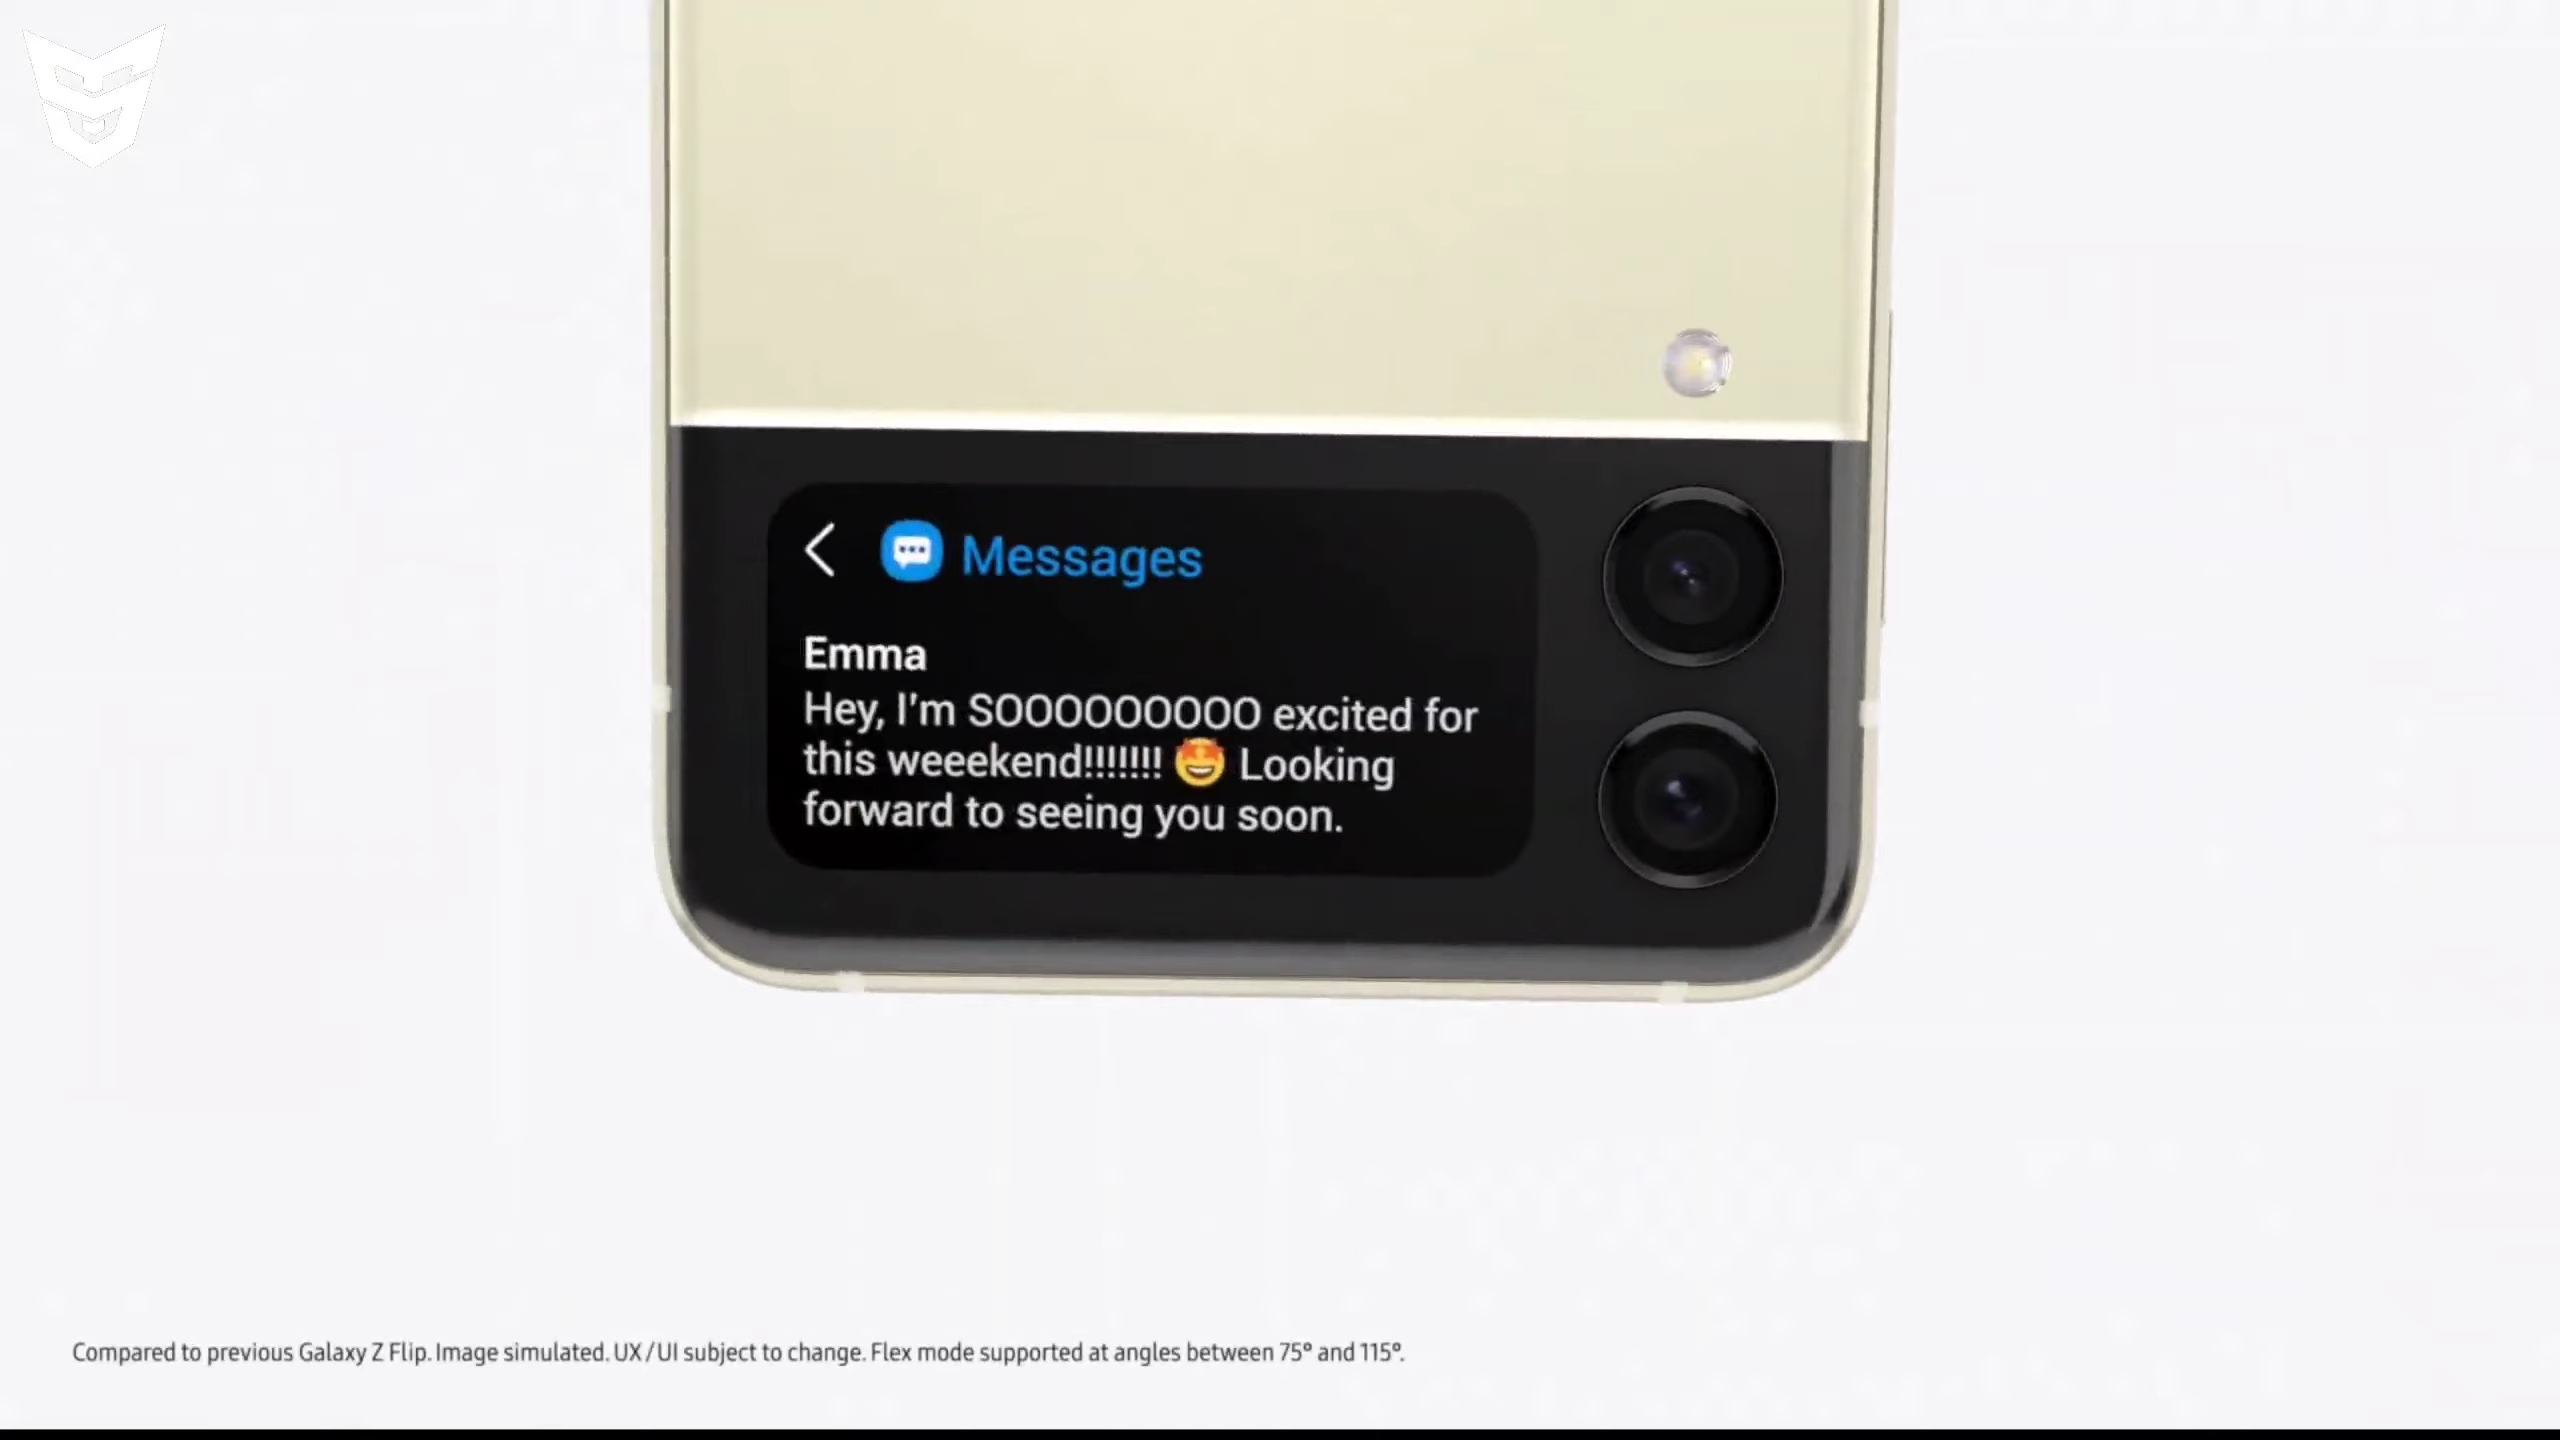 Messages
Emma
Hey, I'm SOOOOOOOOO excited for
this weeekend!!!!!!! 🤩 Looking
forward to seeing you soon.
Compared to previous Galaxy Z Flip. Image simulated. UX/UI subject to change. Flex mode supported at angles between 75° and 115°.